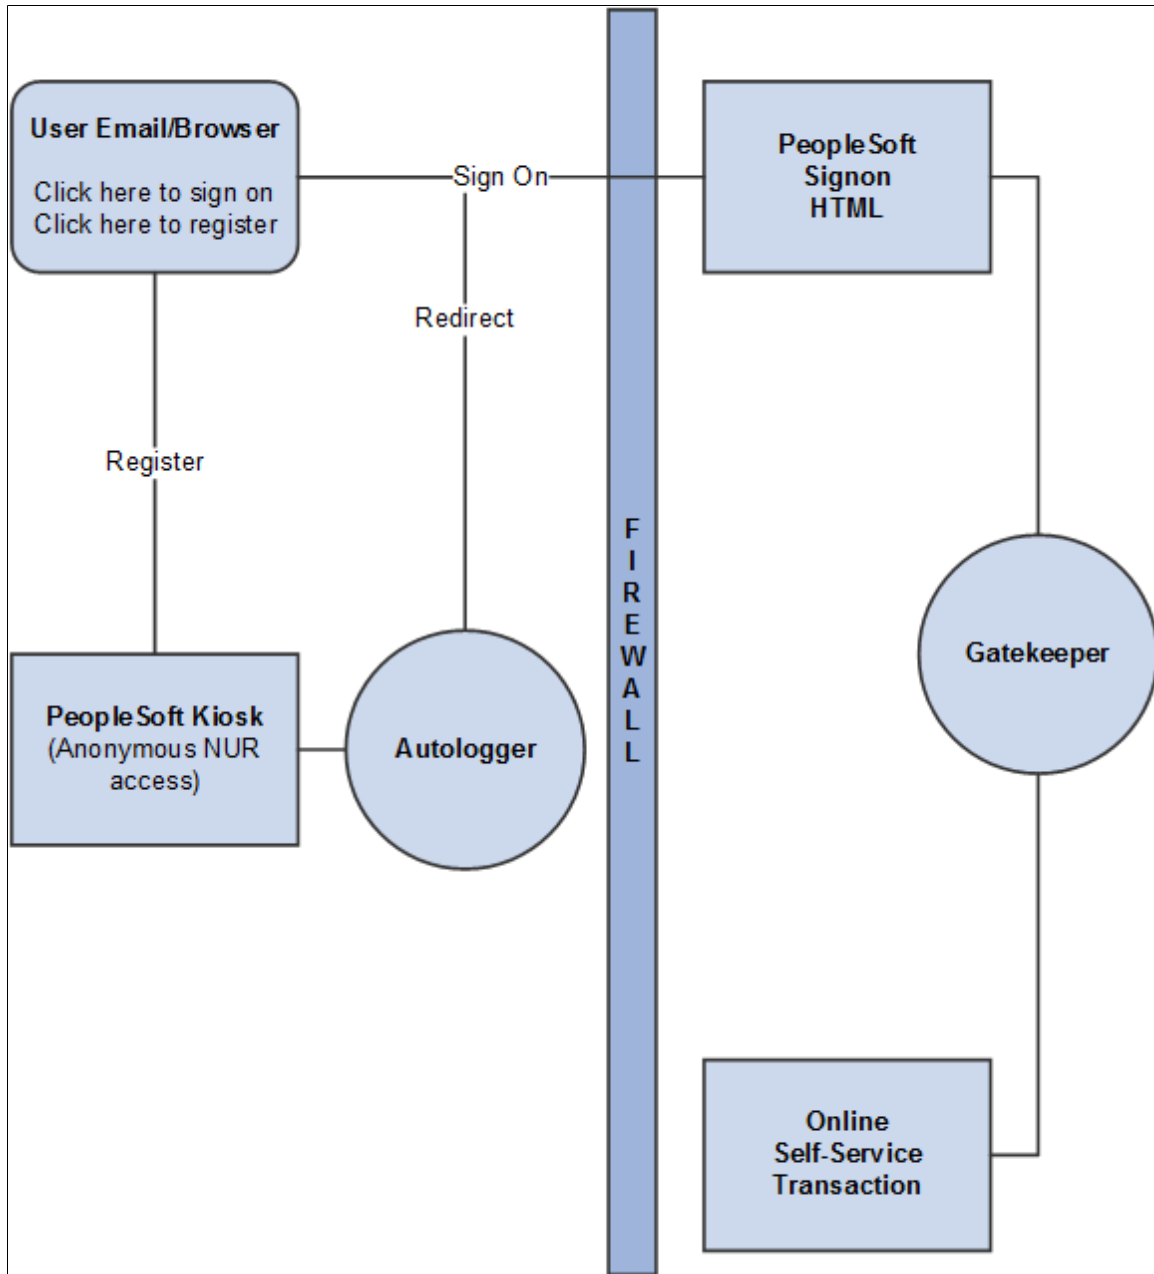 User Email/Browser
Click here to sign on
Click here to register
Sign On
PeopleSoft
Signon
HTML
Redirect
Register
F
I
R
E
W
A
L
L
Gatekeeper
PeopleSoft Kiosk
(Anonymous NUR
access)
Autologger
Online
Self-Service
Transaction